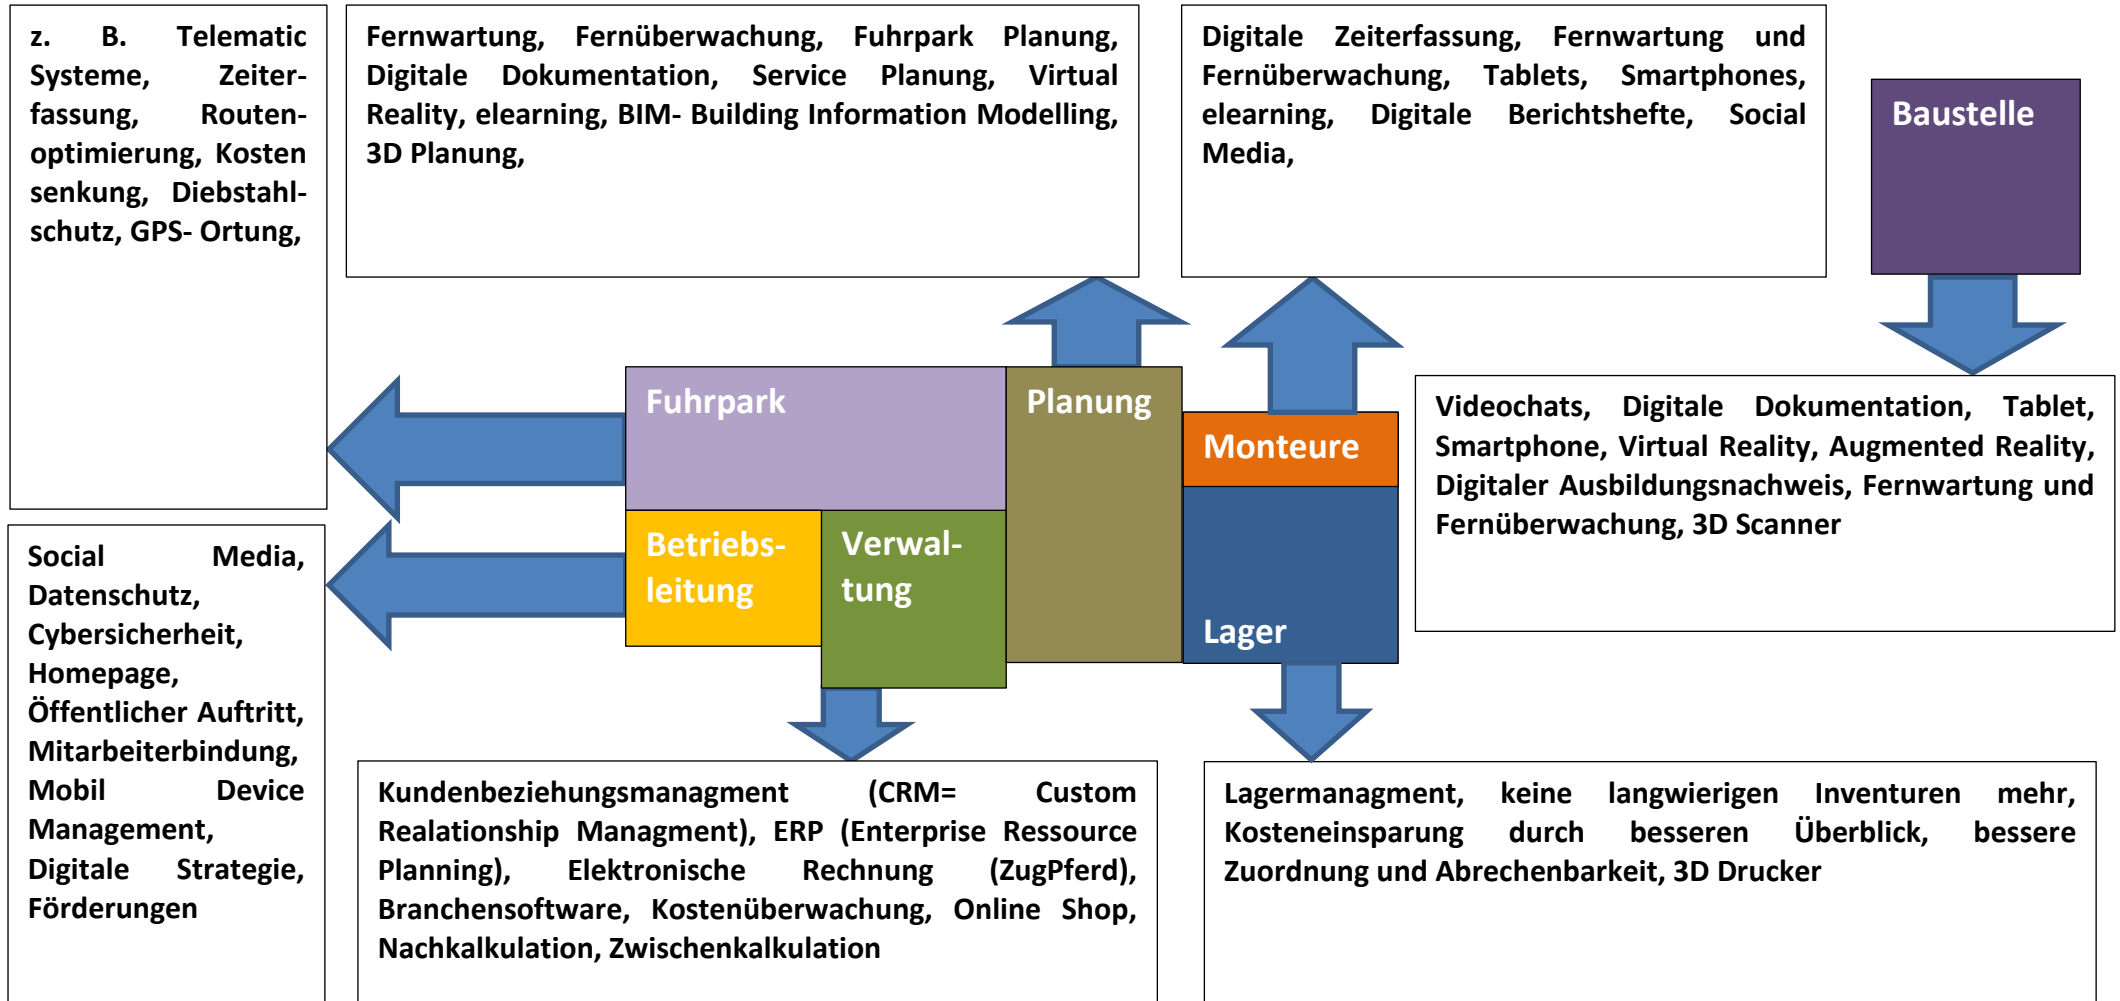 z. B. Telematic
Systeme, Zeiter-
fassung, Routen-
optimierung, Kosten
senkung, Diebstahl-
schutz, GPS- Ortung,
Fernwartung, Fernüberwachung, Fuhrpark Planung,
Digitale Dokumentation, Service Planung, Virtual
Reality, elearning, BIM- Building Information Modelling,
3D Planung,
Digitale Zeiterfassung, Fernwartung und
Fernüberwachung, Tablets, Smartphones,
elearning, Digitale Berichtshefte, Social
Media,
Baustelle
Fuhrpark
Planung
Monteure
Videochats, Digitale Dokumentation, Tablet,
Smartphone, Virtual Reality, Augmented Reality,
Digitaler Ausbildungsnachweis, Fernwartung und
Fernüberwachung, 3D Scanner
Betriebs-
leitung
Verwal-
tung
Lager
Social Media,
Datenschutz,
Cybersicherheit,
Homepage,
Öffentlicher Auftritt,
Mitarbeiterbindung,
Mobil Device
Management,
Digitale Strategie,
Förderungen
Kundenbeziehungsmanagment (CRM= Custom
Realationship Managment), ERP (Enterprise Ressource
Planning), Elektronische Rechnung (ZugPferd),
Branchensoftware, Kostenüberwachung, Online Shop,
Nachkalkulation, Zwischenkalkulation
Lagermanagment, keine langwierigen Inventuren mehr,
Kosteneinsparung durch besseren Überblick, bessere
Zuordnung und Abrechenbarkeit, 3D Drucker